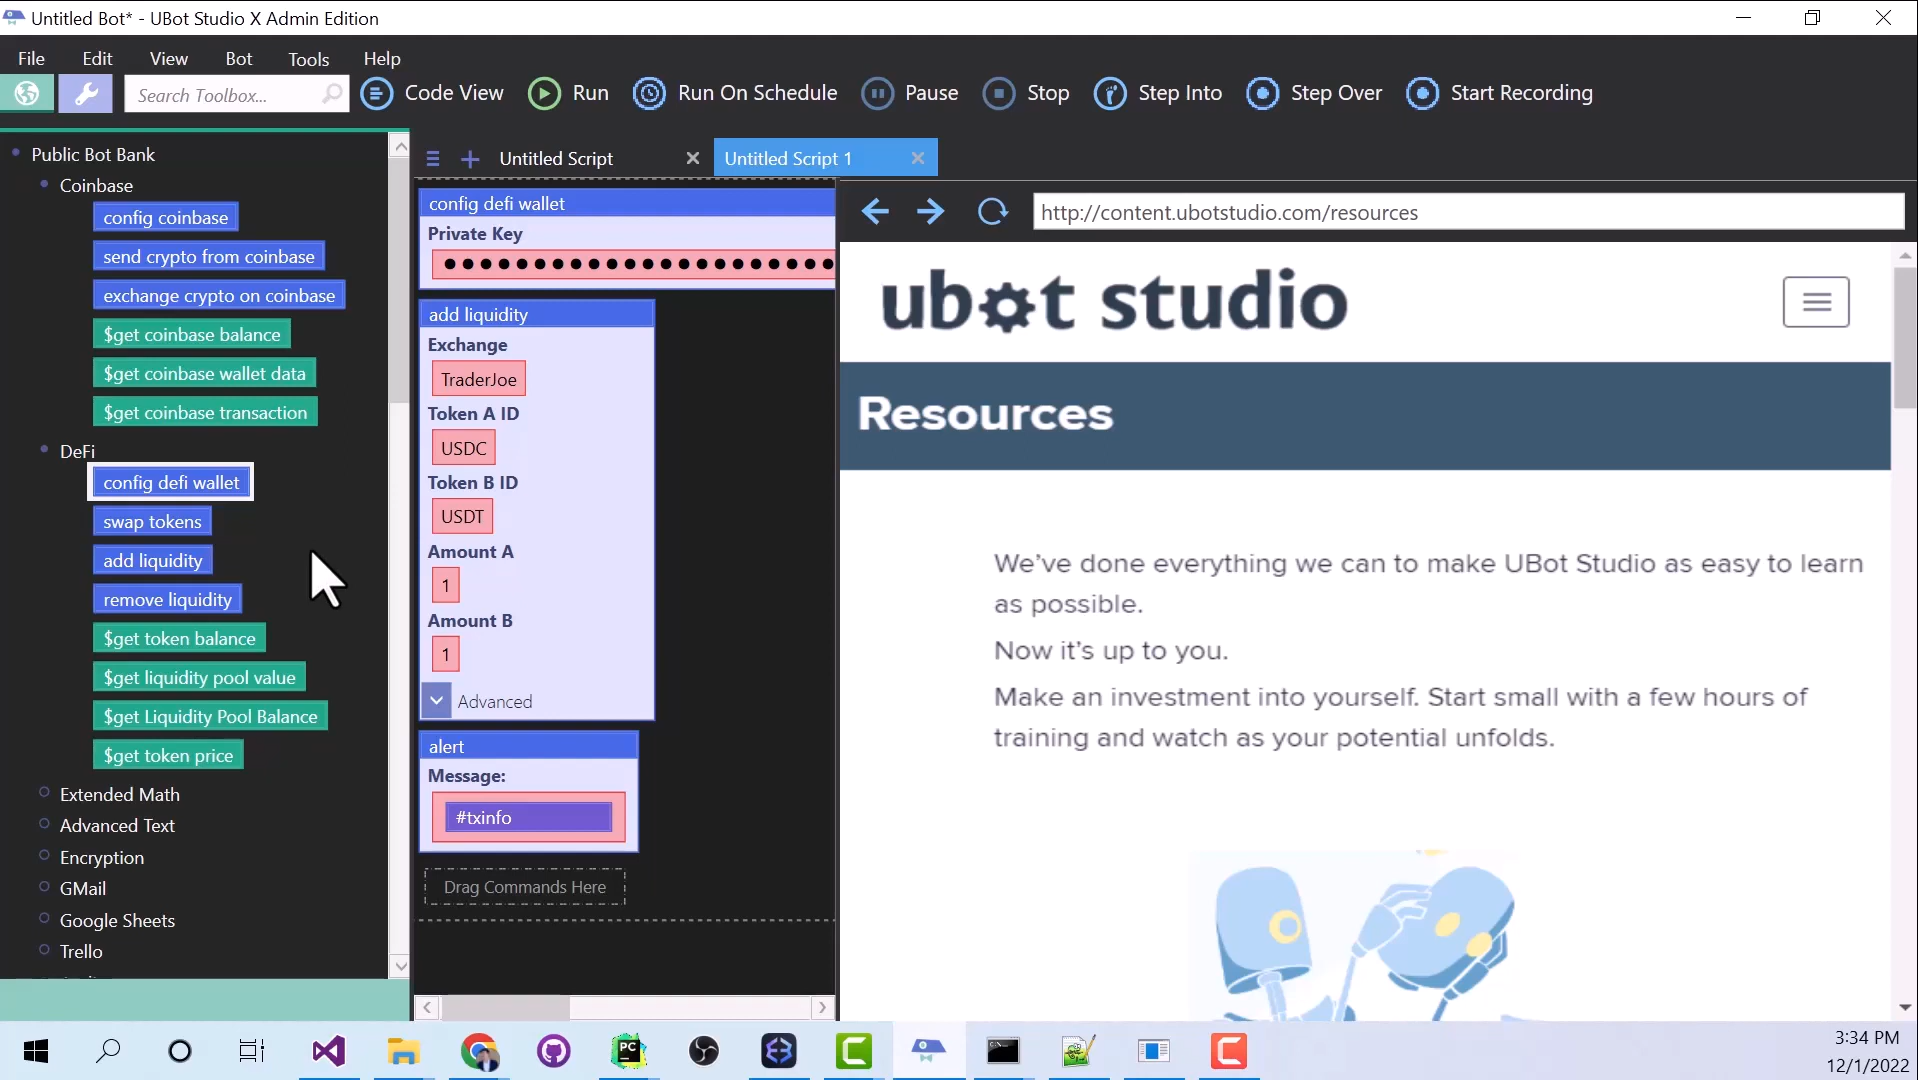 Untitled Bot* - UBot Studio X Admin Edition
File Edit View Bot Tools Help
Search Toolbox...
Code View
Run
Run On Schedule
Pause
Stop
Step Into
Step Over
Start Recording
Public Bot Bank
Coinbase
config coinbase
send crypto from coinbase
exchange crypto on coinbase
$get coinbase balance
$get coinbase wallet data
$get coinbase transaction
DeFi
config defi wallet
swap tokens
add liquidity
remove liquidity
$get token balance
$get liquidity pool value
$get Liquidity Pool Balance
$get token price
Extended Math
Advanced Text
Encryption
GMail
Google Sheets
Trello
Untitled Script
Untitled Script 1
config defi wallet
Private Key
add liquidity
Exchange
TraderJoe
Token A ID
USDC
Token B ID
USDT
Amount A
1
Amount B
1
Advanced
alert
Message:
#txinfo
Drag Commands Here
http://content.ubotstudio.com/resources
ubot studio
Resources
We've done everything we can to make UBot Studio as easy to learn
as possible.
Now it's up to you.
Make an investment into yourself. Start small with a few hours of
training and watch as your potential unfolds.
PC
3:34 PM
12/1/2022